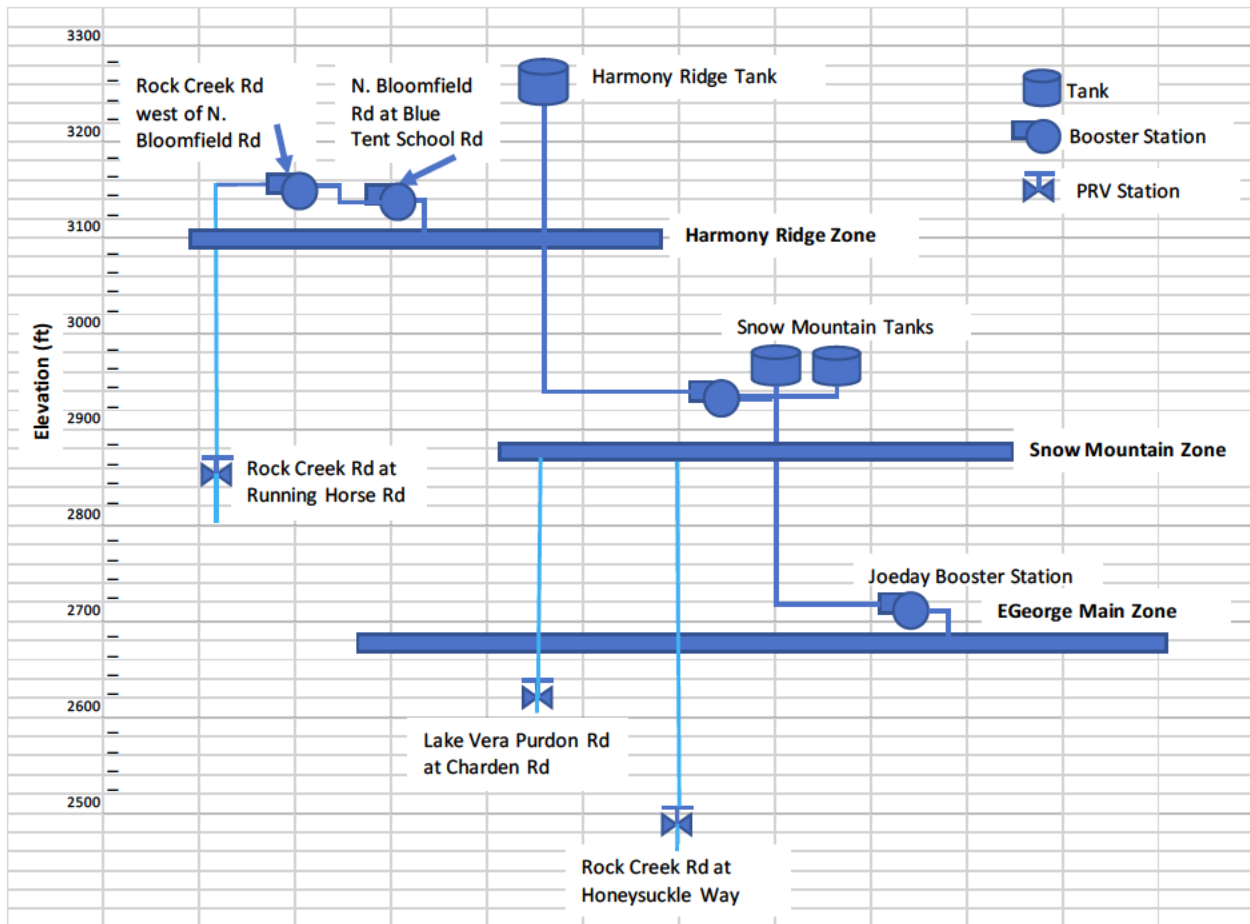 3300
Rock Creek Rd
west of N.
Bloomfield Rd
N. Bloomfield
Rd at Blue
Tent School Rd
Harmony Ridge Tank
Tank
Booster Station
PRV Station
3200
3100
Harmony Ridge Zone
3000
Snow Mountain Tanks
Elevation (ft)
2900
Snow Mountain Zone
Rock Creek Rd at
Running Horse Rd
2800
Joeday Booster Station
2700
EGeorge Main Zone
2600
Lake Vera Purdon Rd
at Charden Rd
2500
Rock Creek Rd at
Honeysuckle Way